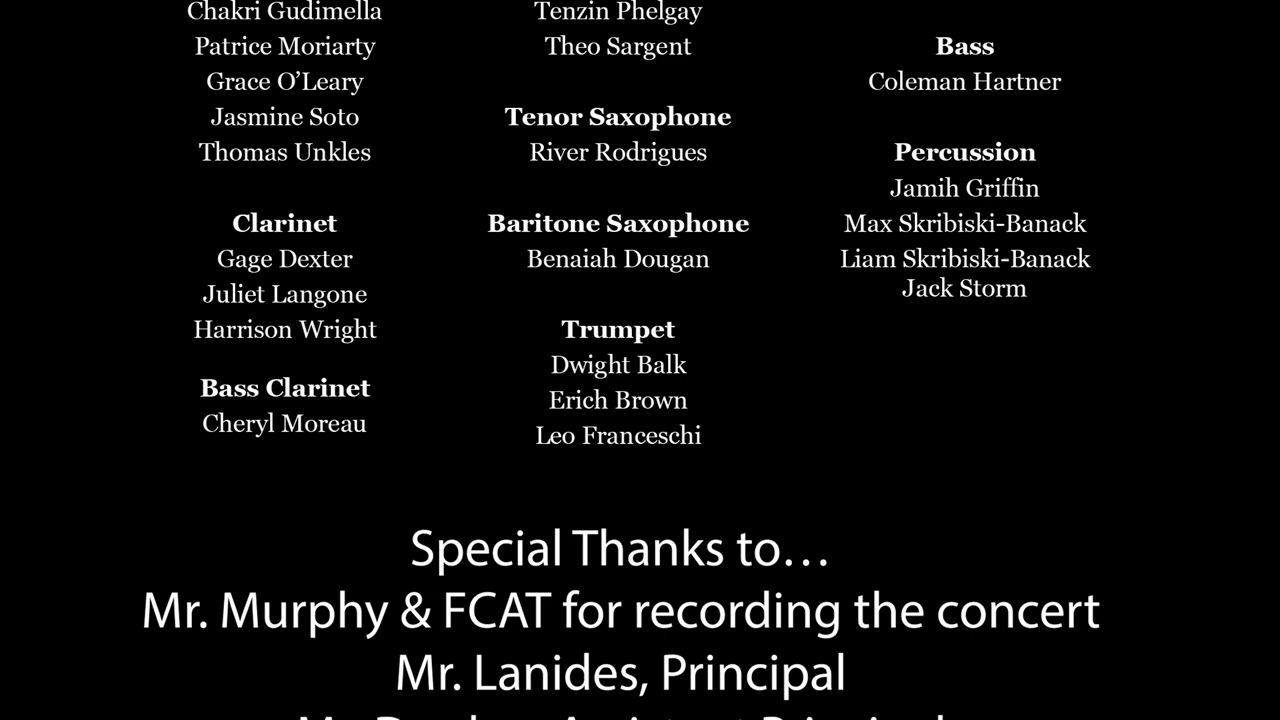 Chakri Gudimella
Patrice Moriarty
Grace O’Leary
Jasmine Soto
Thomas Unkles
Clarinet
Gage Dexter
Juliet Langone
Harrison Wright
Bass Clarinet
Cheryl Moreau
Tenzin Phelgay
Theo Sargent
Tenor Saxophone
River Rodrigues
Baritone Saxophone
Benaiah Dougan
Trumpet
Dwight Balk
Erich Brown
Leo Franceschi
Bass
Coleman Hartner
Percussion
Jamih Griffin
Max Skribiski-Banack
Liam Skribiski-Banack
Jack Storm
Special Thanks to…
Mr. Murphy & FCAT for recording the concert
Mr. Lanides, Principal